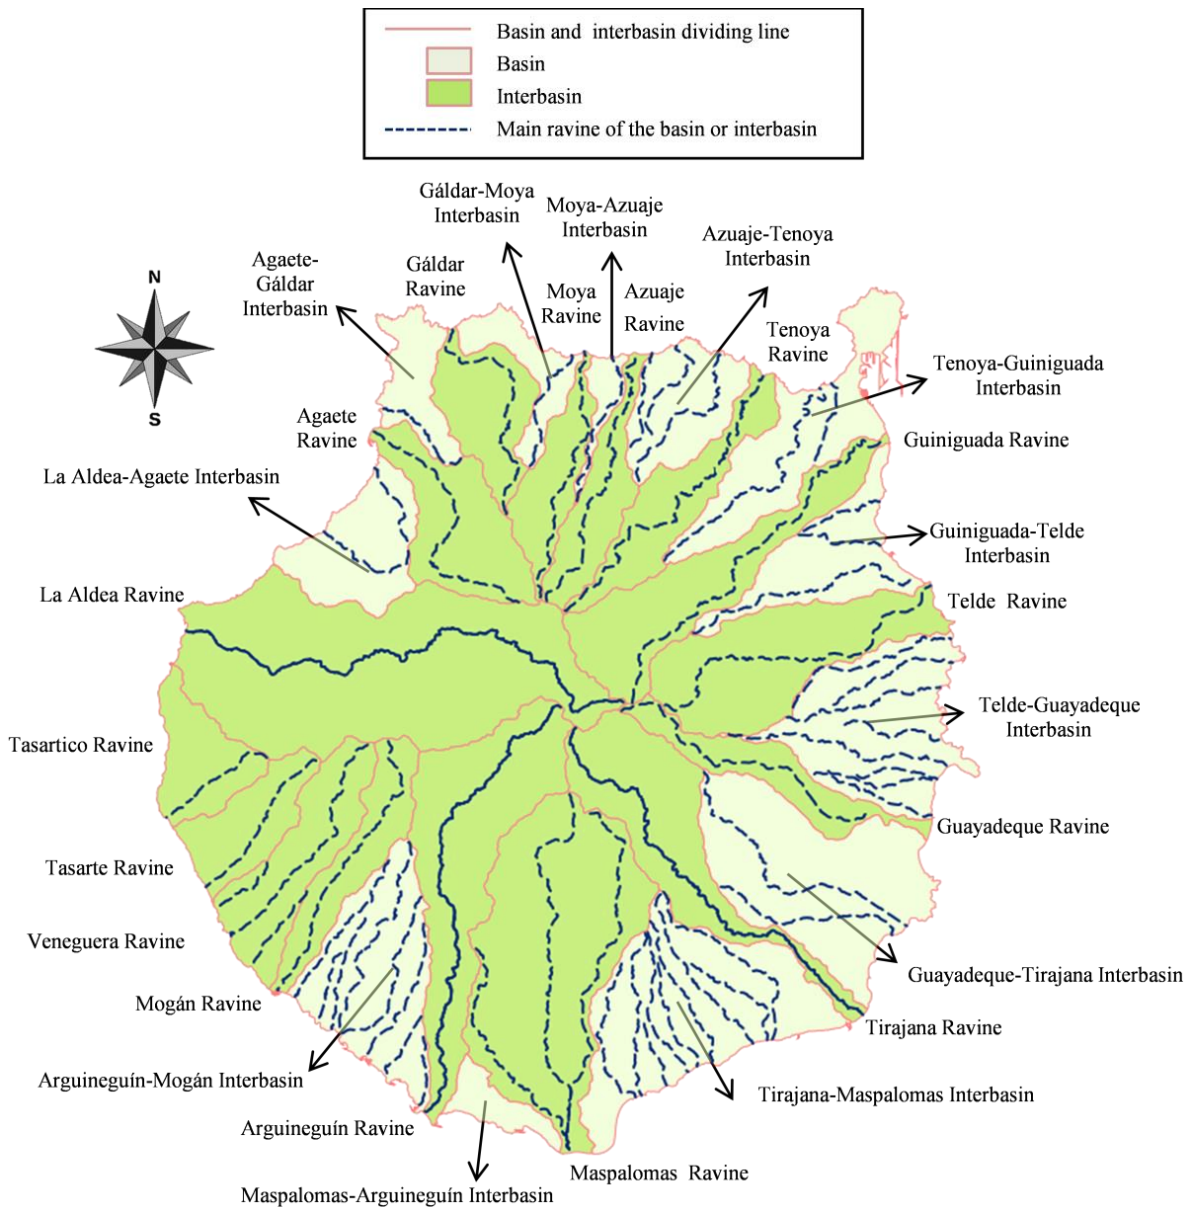 Basin and interbasin dividing line
Basin
Interbasin
Main ravine of the basin or interbasin
Gáldar-Moya
Interbasin
Moya-Azuaje
Interbasin
Azuaje-Tenoya
Interbasin
Agaete-
Gáldar
Interbasin
Gáldar
Ravine
Moya
Ravine
Azuaje
Ravine
Tenoya
Ravine
N
S
Tenoya-Guiniguada
Interbasin
Agaete
Ravine
Guiniguada Ravine
La Aldea-Agaete Interbasin
Guiniguada-Telde
Interbasin
La Aldea Ravine
Telde Ravine
Telde-Guayadeque
Interbasin
Tasartico Ravine
Guayadeque Ravine
Tasarte Ravine
Veneguera Ravine
Guayadeque-Tirajana Interbasin
Mogán Ravine
Tirajana Ravine
Arguineguín-Mogán Interbasin
Tirajana-Maspalomas Interbasin
Arguineguín Ravine
Maspalomas Ravine
Maspalomas-Arguineguín Interbasin